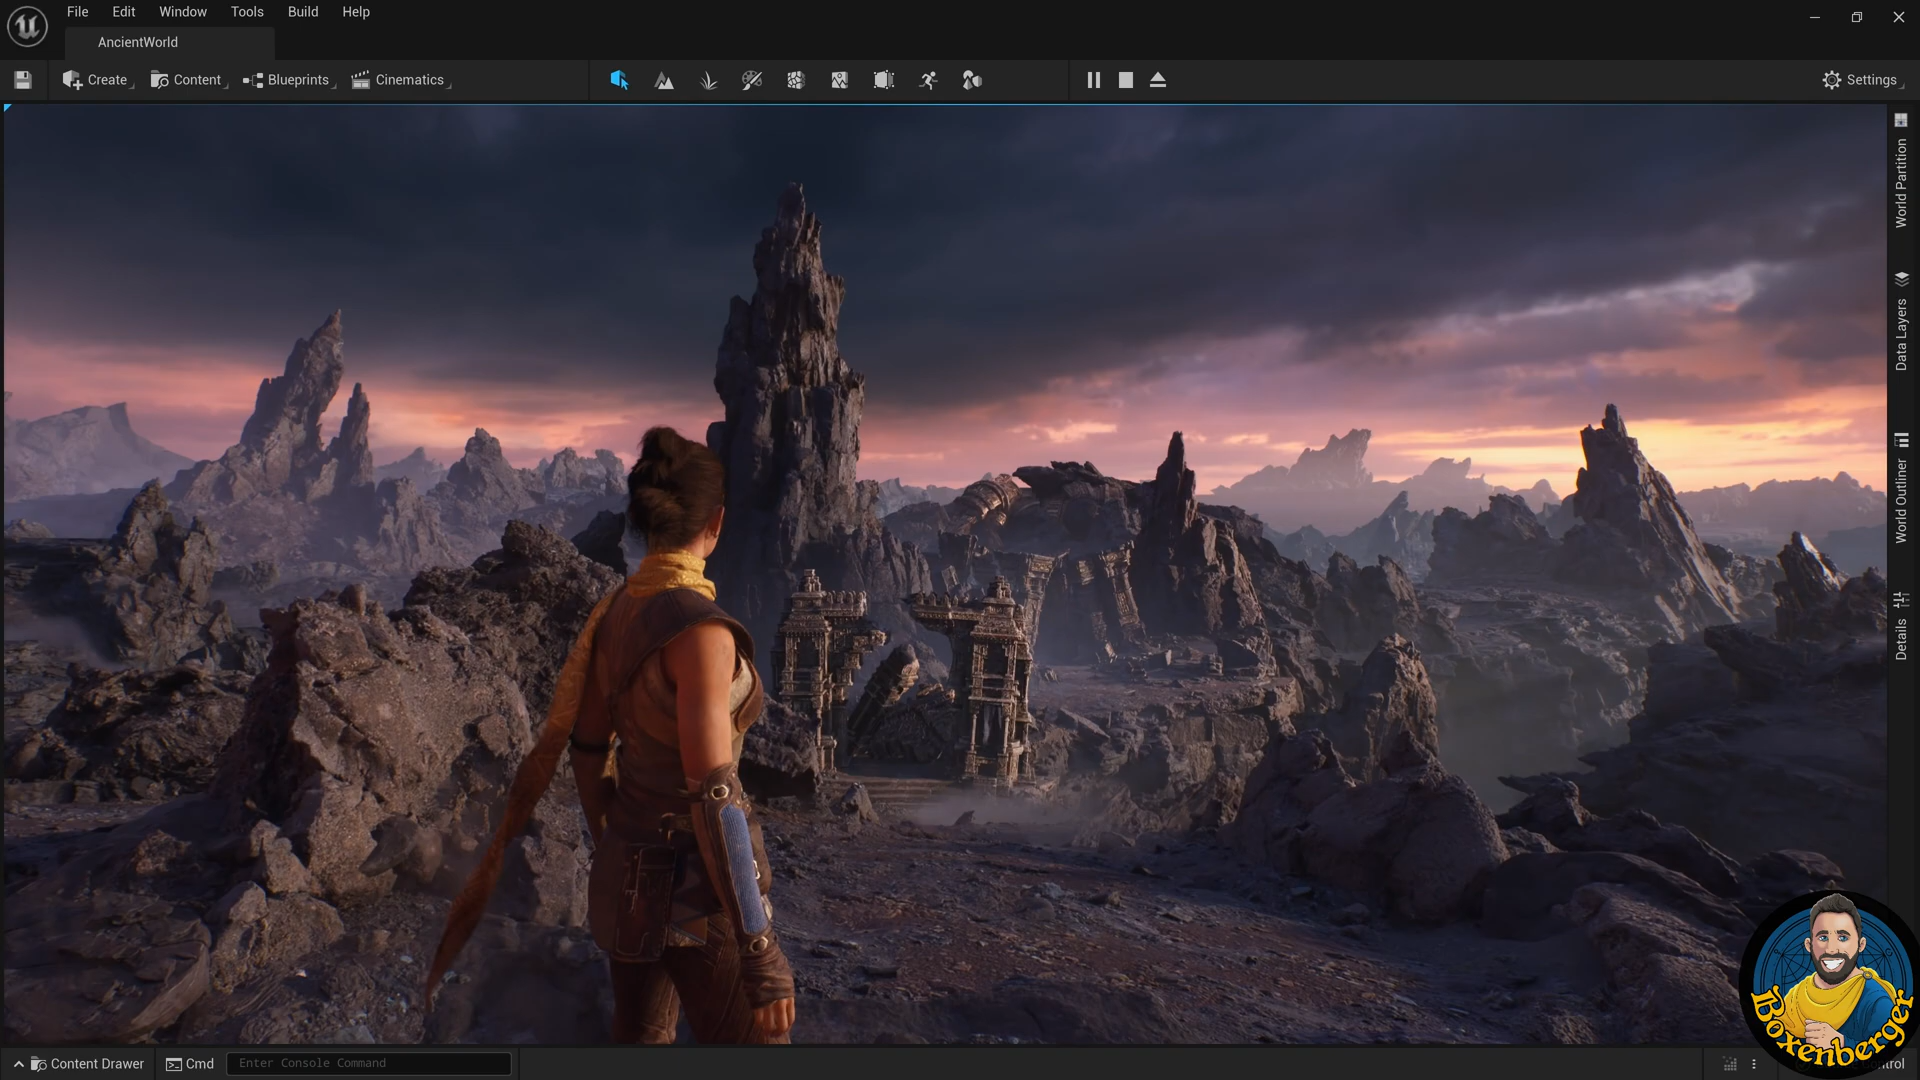 File Edit Window Tools Build Help
AncientWorld
Create Content Blueprints Cinematics Settings
World Partition
Data Layers
World Outliner
Details
Content Drawer Cmd Enter Console Command
Boxenberger